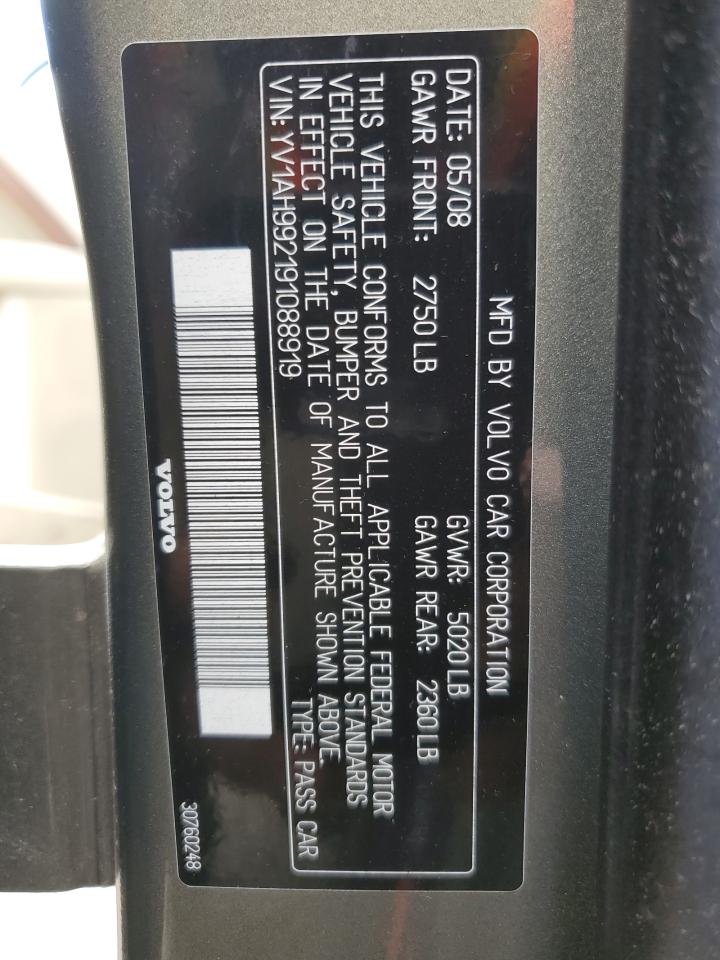 MFD BY VOLVO CAR CORPORATION
DATE: 05/08 GVWR: 5020LB
GAWR FRONT: 2750LB GAWR REAR: 2360LB
THIS VEHICLE CONFORMS TO ALL APPLICABLE FEDERAL MOTOR
VEHICLE SAFETY, BUMPER AND THEFT PREVENTION STANDARDS
IN EFFECT ON THE DATE OF MANUFACTURE SHOWN ABOVE.
VIN: YV1AH992191088919 TYPE: PASS CAR
VOLVO
30760248